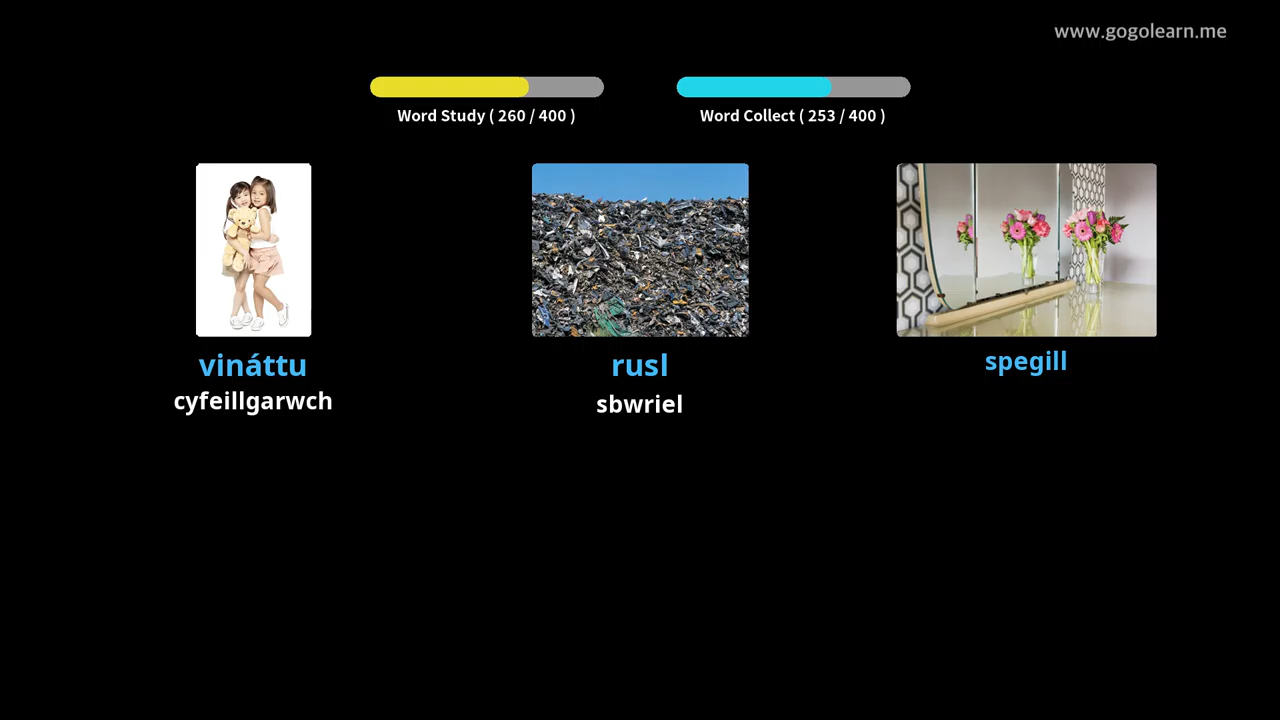 www.gogolearn.me
Word Study ( 260 / 400 )
Word Collect ( 253 / 400 )
vináttu
cyfeillgarwch
rusl
sbwriel
spegill